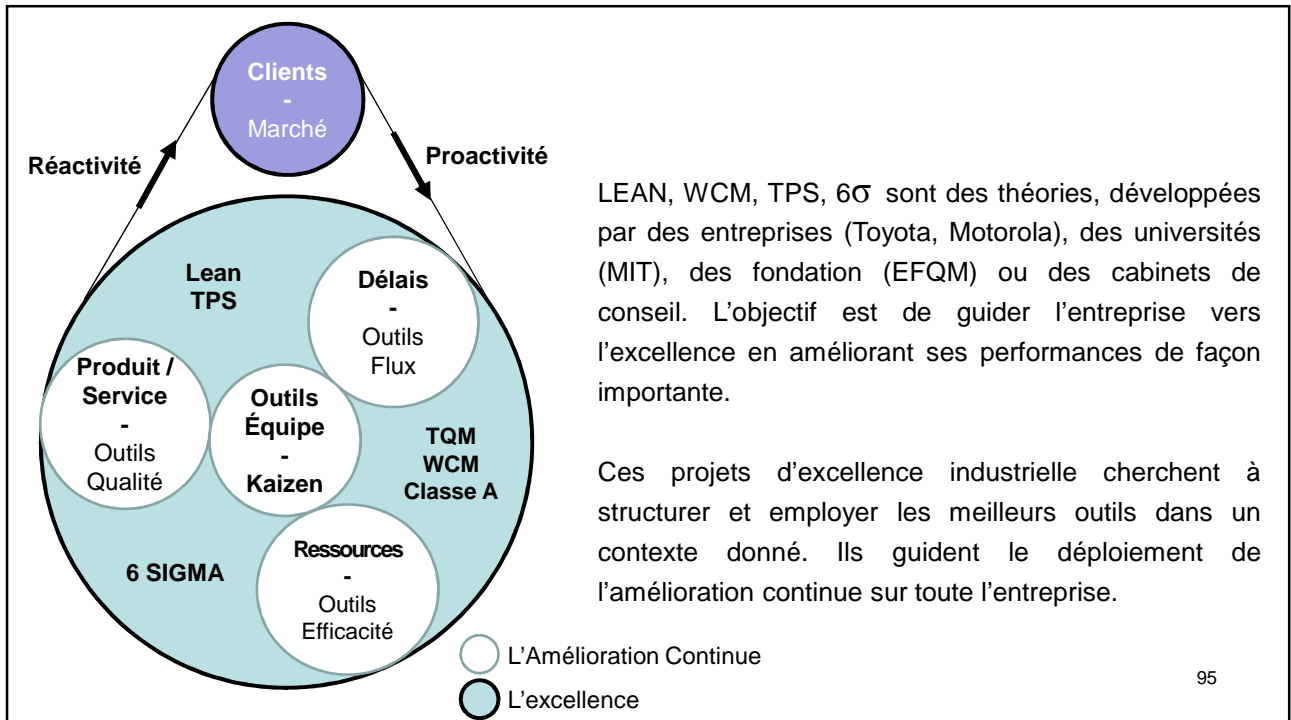 Clients
-
Marché
Réactivité
Proactivité
Lean
TPS
Délais
-
Outils
Flux
Produit /
Service
-
Outils
Qualité
Outils
Équipe
-
Kaizen
TQM
WCM
Classe A
6 SIGMA
Ressources
-
Outils
Efficacité
L'Amélioration Continue
L'excellence
LEAN, WCM, TPS, 6σ sont des théories, développées
par des entreprises (Toyota, Motorola), des universités
(MIT), des fondation (EFQM) ou des cabinets de
conseil. L'objectif est de guider l'entreprise vers
l'excellence en améliorant ses performances de façon
importante.
Ces projets d'excellence industrielle cherchent à
structurer et employer les meilleurs outils dans un
contexte donné. Ils guident le déploiement de
l'amélioration continue sur toute l'entreprise.
95